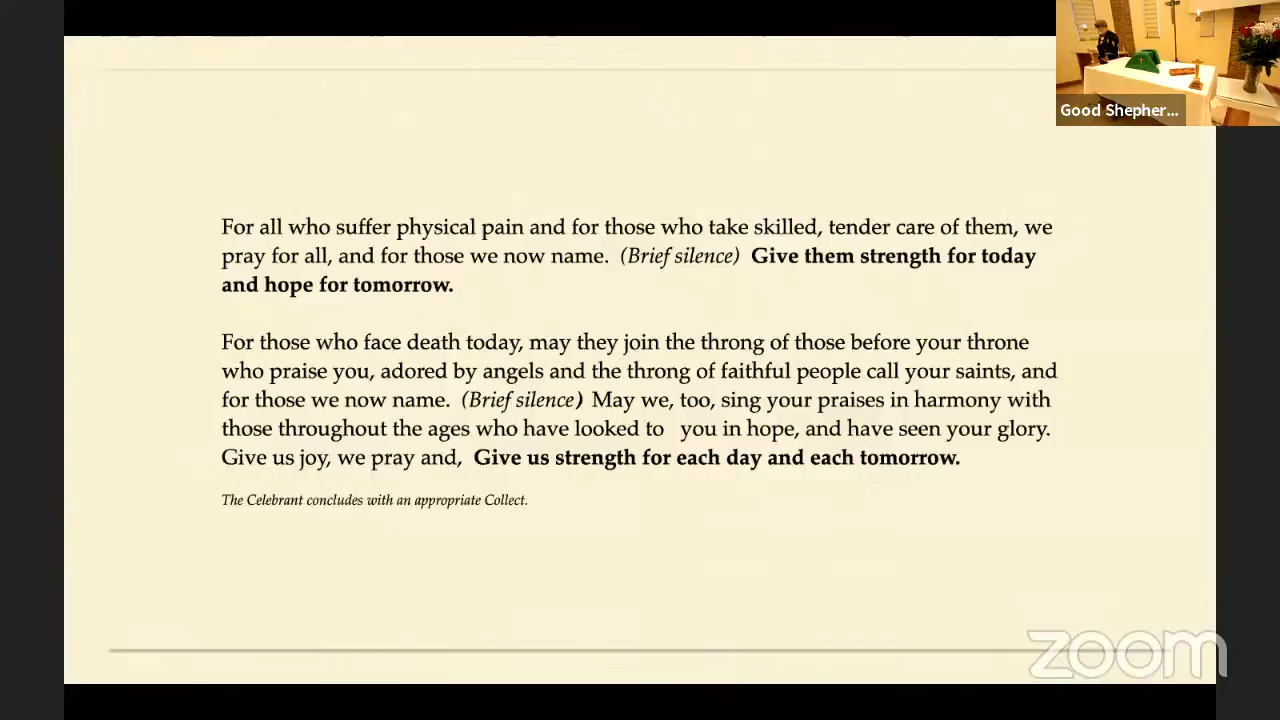 Good Shepher...
For all who suffer physical pain and for those who take skilled, tender care of them, we
pray for all, and for those we now name. (Brief silence) Give them strength for today
and hope for tomorrow.
For those who face death today, may they join the throng of those before your throne
who praise you, adored by angels and the throng of faithful people call your saints, and
for those we now name. (Brief silence) May we, too, sing your praises in harmony with
those throughout the ages who have looked to you in hope, and have seen your glory.
Give us joy, we pray and, Give us strength for each day and each tomorrow.
The Celebrant concludes with an appropriate Collect.
zoom